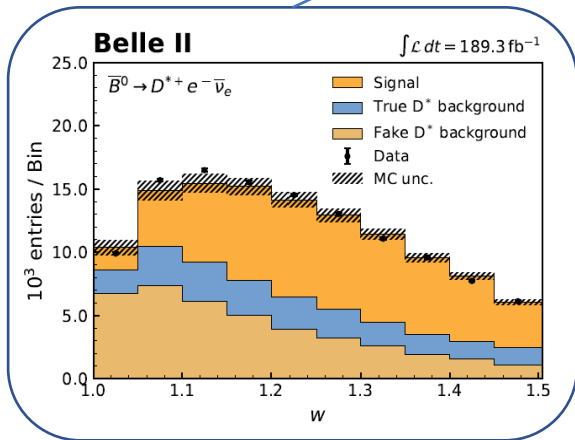 Belle II
∫ℒ dt = 189.3 fb⁻¹
25.0
20.0
15.0
10.0
5.0
0.0
10³ entries / Bin
B̅⁰ → D*⁺ e⁻ ν̅ₑ
Signal
True D* background
Fake D* background
Data
MC unc.
1.0
1.1
1.2
1.3
1.4
1.5
w